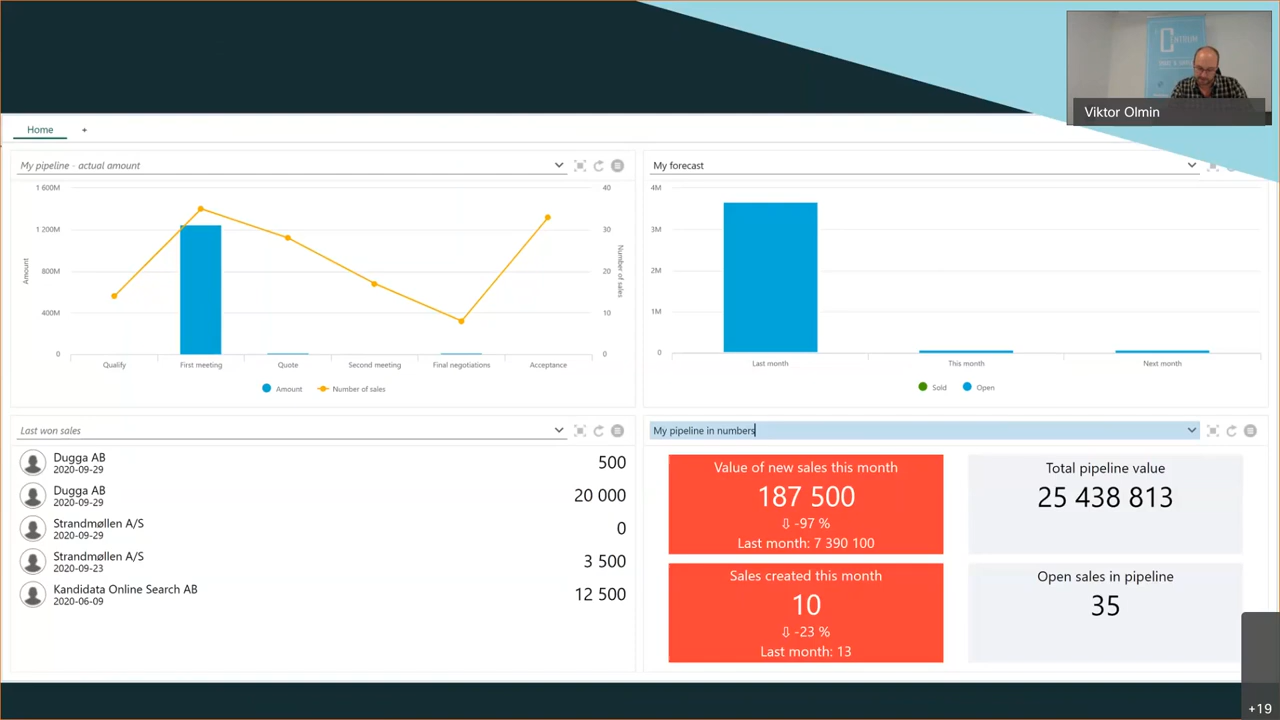 Viktor Olmin
Home +
My pipeline - actual amount
1 600M
1 200M
800M
400M
0
Amount
40
30
20
10
0
Number of sales
Qualify First meeting Quote Second meeting Final negotiations Acceptance
Amount Number of sales
My forecast
4M
3M
2M
1M
0
Last month This month Next month
Sold Open
Last won sales
Dugga AB
2020-09-29
500
Dugga AB
2020-09-29
20 000
Strandmøllen A/S
2020-09-29
0
Strandmøllen A/S
2020-09-23
3 500
Kandidata Online Search AB
2020-06-09
12 500
My pipeline in numbers
Value of new sales this month
187 500
⇩ -97 %
Last month: 7 390 100
Total pipeline value
25 438 813
Sales created this month
10
⇩ -23 %
Last month: 13
Open sales in pipeline
35
+19